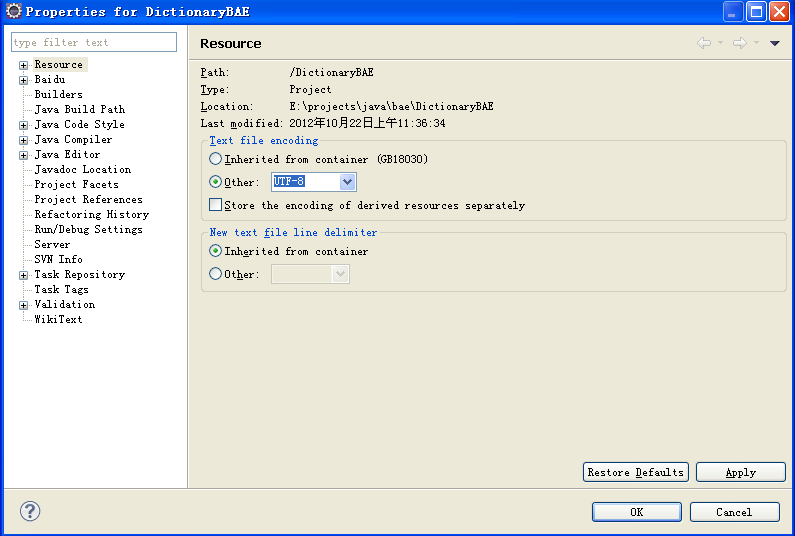 Properties for DictionaryBAE
type filter text
Resource
Baidu
Builders
Java Build Path
Java Code Style
Java Compiler
Java Editor
Javadoc Location
Project Facets
Project References
Refactoring History
Run/Debug Settings
Server
SVN Info
Task Repository
Task Tags
Validation
WikiText
Resource
Path: /DictionaryBAE
Type: Project
Location: E:\projects\java\bae\DictionaryBAE
Last modified: 2012年10月22日上午11:36:34
Text file encoding
Inherited from container (GB18030)
Other: UTF-8
Store the encoding of derived resources separately
New text file line delimiter
Inherited from container
Other:
Restore Defaults Apply
? OK Cancel